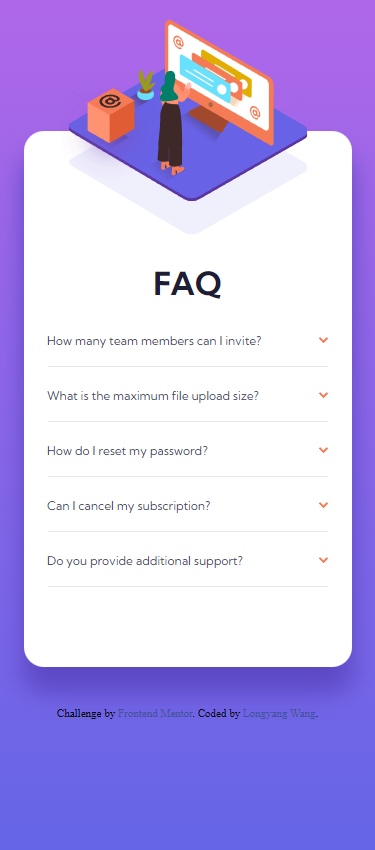 FAQ
How many team members can I invite?
What is the maximum file upload size?
How do I reset my password?
Can I cancel my subscription?
Do you provide additional support?
Challenge by Frontend Mentor. Coded by Longyang Wang.